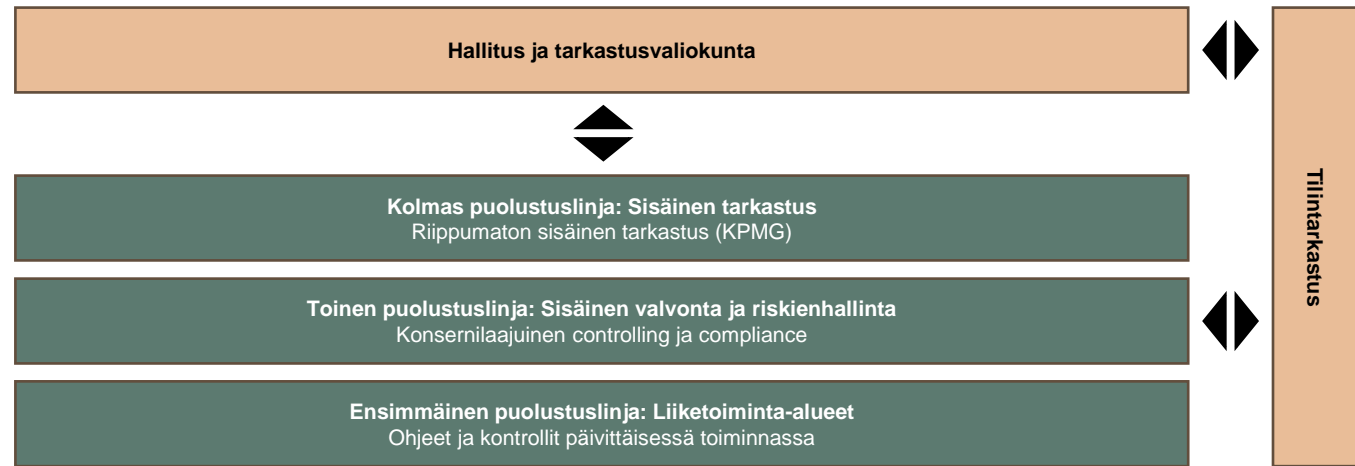 Hallitus ja tarkastusvaliokunta
Kolmas puolustuslinja: Sisäinen tarkastus
Riippumaton sisäinen tarkastus (KPMG)
Toinen puolustuslinja: Sisäinen valvonta ja riskienhallinta
Konsernilaajuinen controlling ja compliance
Ensimmäinen puolustuslinja: Liiketoiminta-alueet
Ohjeet ja kontrollit päivittäisessä toiminnassa
Tilintarkastus